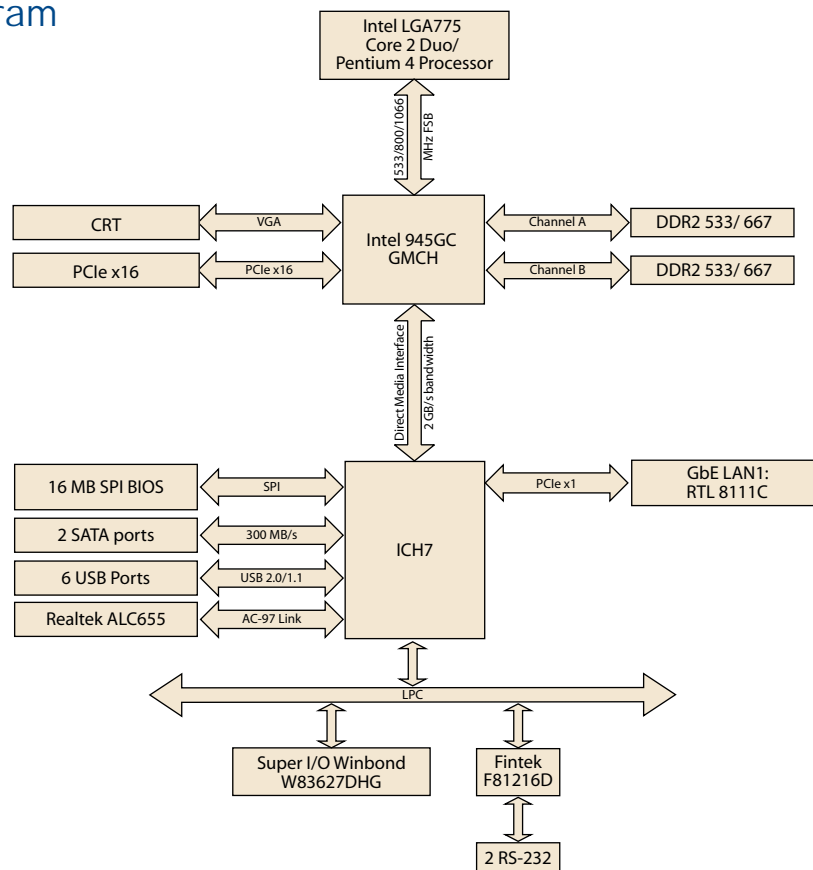 ram
Intel LGA775
Core 2 Duo/
Pentium 4 Processor
533/800/1066
MHz FSB
CRT
VGA
PCIe x16
PCIe x16
Intel 945GC
GMCH
Channel A
DDR2 533/ 667
Channel B
DDR2 533/ 667
Direct Media Interface
2 GB/s bandwidth
16 MB SPI BIOS
SPI
2 SATA ports
300 MB/s
6 USB Ports
USB 2.0/1.1
Realtek ALC655
AC-97 Link
ICH7
PCIe x1
GbE LAN1:
RTL 8111C
LPC
Super I/O Winbond
W83627DHG
Fintek
F81216D
2 RS-232